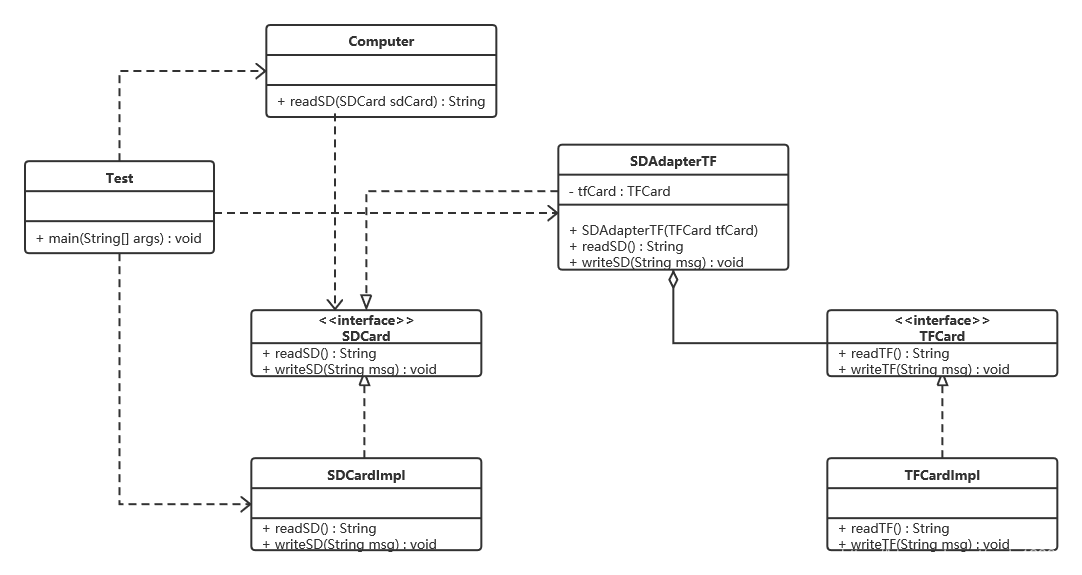 Computer
+ readSD(SDCard sdCard) : String
Test
+ main(String[] args) : void
SDAdapterTF
- tfCard : TFCard
+ SDAdapterTF(TFCard tfCard)
+ readSD() : String
+ writeSD(String msg) : void
<<interface>>
SDCard
+ readSD() : String
+ writeSD(String msg) : void
<<interface>>
TFCard
+ readTF() : String
+ writeTF(String msg) : void
SDCardImpl
+ readSD() : String
+ writeSD(String msg) : void
TFCardImpl
+ readTF() : String
+ writeTF(String msg) : void